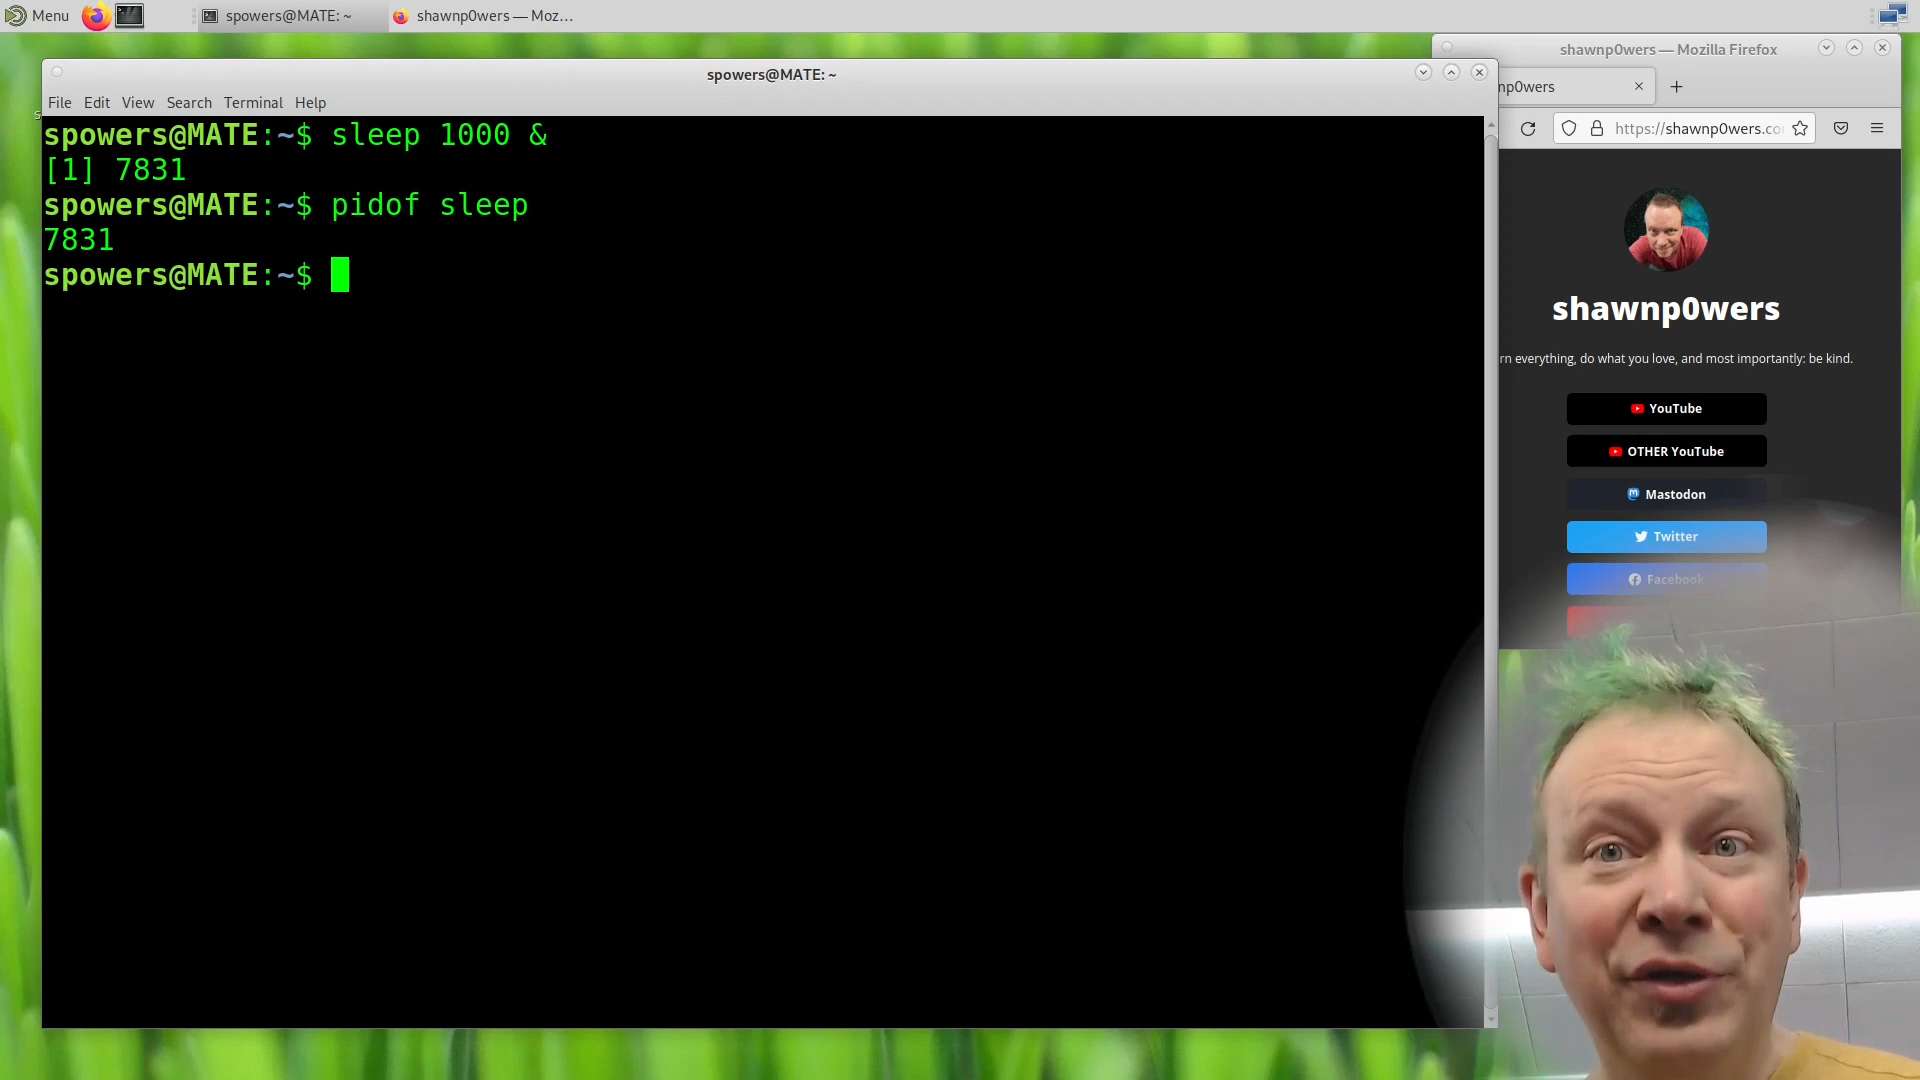 Menu
spowers@MATE: ~
shawnp0wers — Moz…
shawnp0wers — Mozilla Firefox
spowers@MATE: ~
np0wers
File Edit View Search Terminal Help
https://shawnp0wers.co
spowers@MATE:~$ sleep 1000 &
[1] 7831
spowers@MATE:~$ pidof sleep
7831
spowers@MATE:~$
shawnp0wers
rn everything, do what you love, and most importantly: be kind.
YouTube
OTHER YouTube
Mastodon
Twitter
Facebook